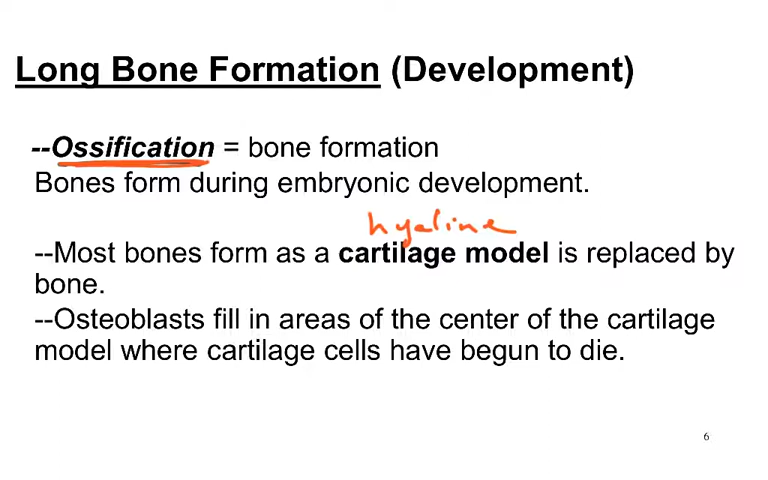 Long Bone Formation (Development)
--Ossification = bone formation
Bones form during embryonic development.
hyaline
--Most bones form as a cartilage model is replaced by
bone.
--Osteoblasts fill in areas of the center of the cartilage
model where cartilage cells have begun to die.
6